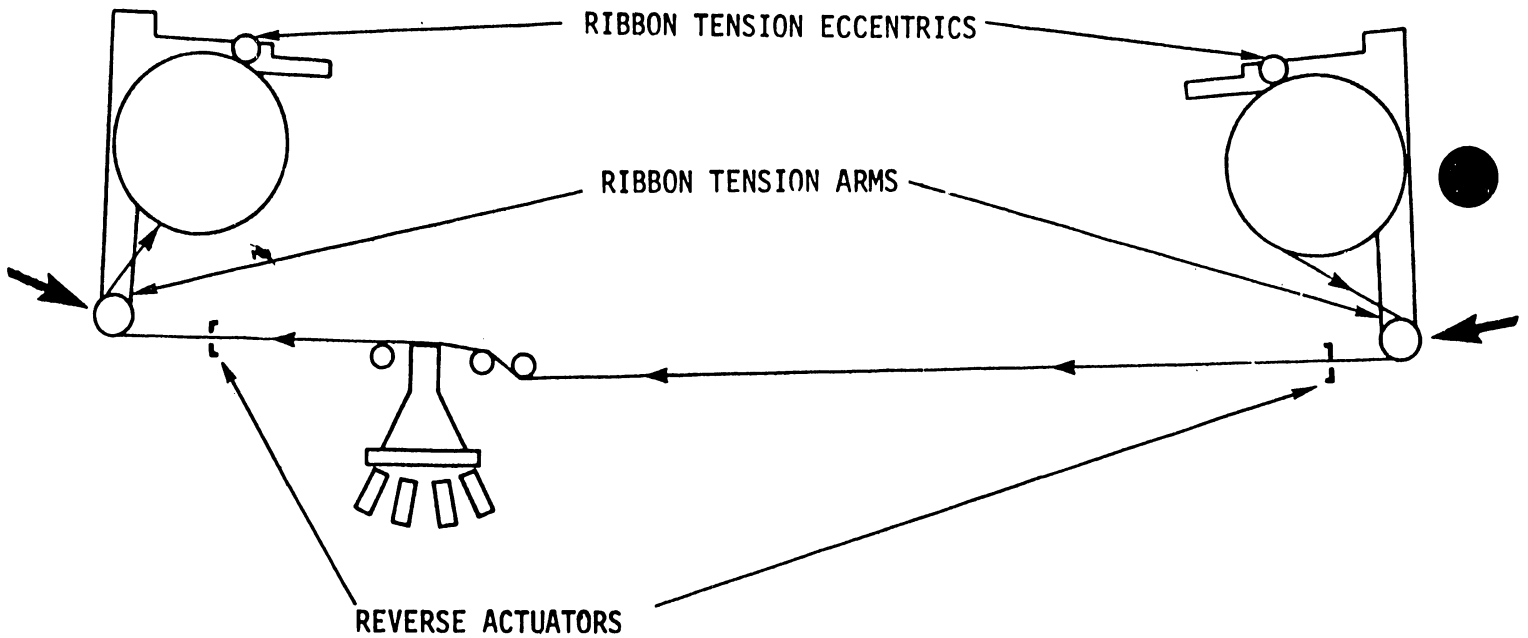 RIBBON TENSION ECCENTRICS
RIBBON TENSION ARMS
REVERSE ACTUATORS